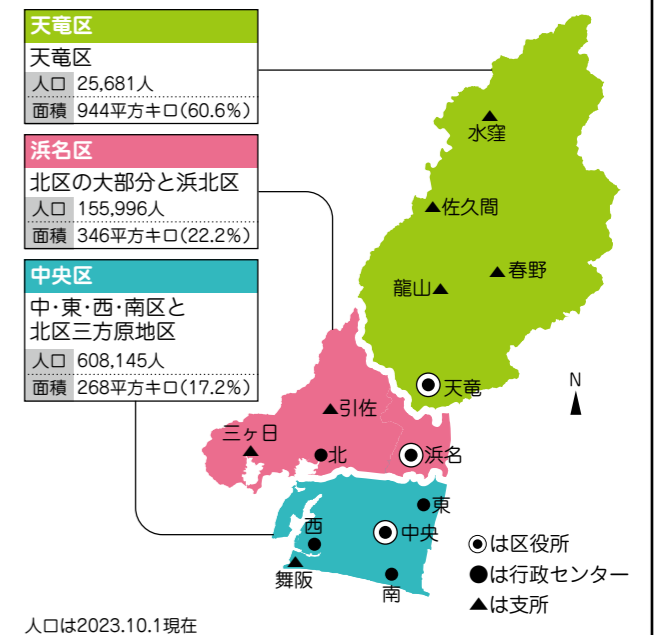 天竜区
天竜区
人口 25,681人
面積 944平方キロ(60.6%)
浜名区
北区の大部分と浜北区
人口 155,996人
面積 346平方キロ(22.2%)
中央区
中・東・西・南区と
北区三方原地区
人口 608,145人
面積 268平方キロ(17.2%)
水窪
佐久間
春野
龍山
天竜
N
引佐
三ヶ日
北
浜名
東
西
中央
舞阪
南
は区役所
は行政センター
は支所
人口は2023.10.1現在